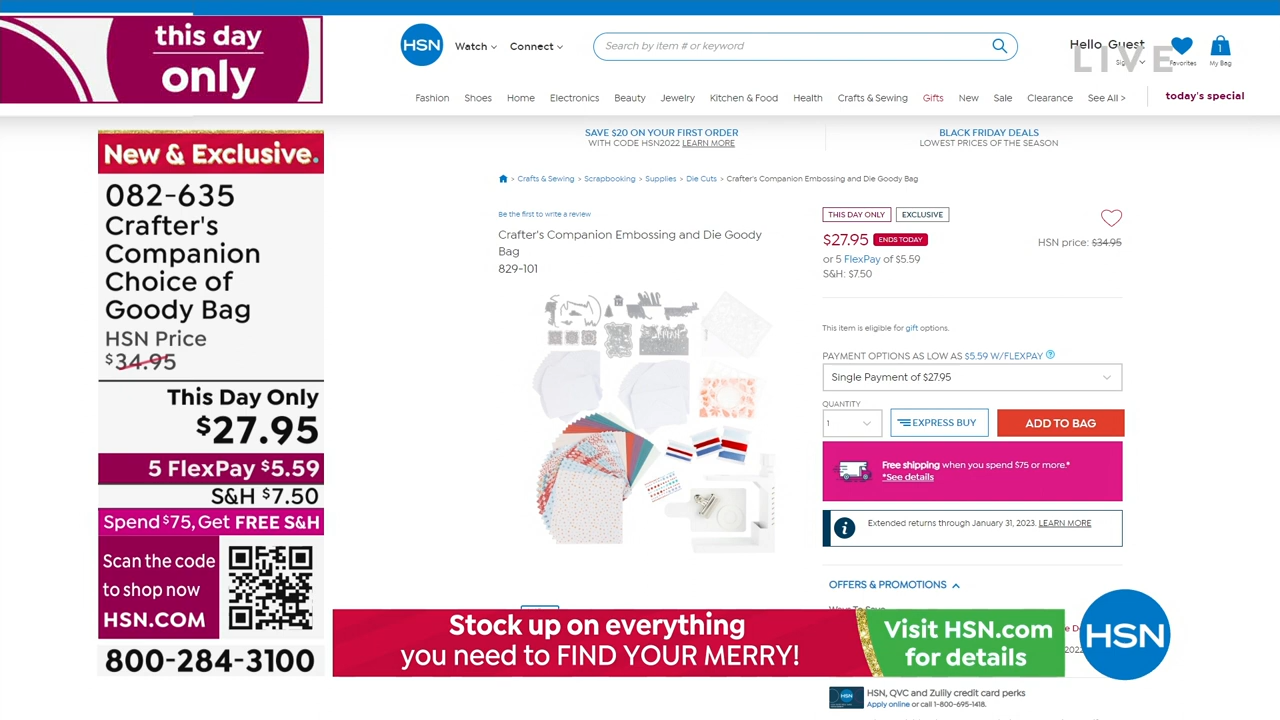 this day
only
New & Exclusive.
082-635
Crafter's
Companion
Choice of
Goody Bag
HSN Price
$34.95
This Day Only
$27.95
5 FlexPay $5.59
S&H $7.50
Spend $75, Get FREE S&H
Scan the code
to shop now
HSN.COM
800-284-3100
HSN
Watch
Connect
Search by item # or keyword
Hello, Guest
LIVE
Favorites
1
My Bag
Fashion Shoes Home Electronics Beauty Jewelry Kitchen & Food Health Crafts & Sewing Gifts New Sale Clearance See All >
today's special
SAVE $20 ON YOUR FIRST ORDER
WITH CODE HSN2022 LEARN MORE
BLACK FRIDAY DEALS
LOWEST PRICES OF THE SEASON
> Crafts & Sewing > Scrapbooking > Supplies > Die Cuts > Crafter's Companion Embossing and Die Goody Bag
Be the first to write a review
Crafter's Companion Embossing and Die Goody
Bag
829-101
THIS DAY ONLY EXCLUSIVE
$27.95 ENDS TODAY
HSN price: $34.95
or 5 FlexPay of $5.59
S&H: $7.50
This item is eligible for gift options.
PAYMENT OPTIONS AS LOW AS $5.59 W/FLEXPAY ?
Single Payment of $27.95
QUANTITY
1
EXPRESS BUY
ADD TO BAG
Free shipping when you spend $75 or more.*
*See details
Extended returns through January 31, 2023. LEARN MORE
OFFERS & PROMOTIONS
Stock up on everything
you need to FIND YOUR MERRY!
Visit HSN.com
for details
HSN
HSN, QVC and Zulily credit card perks
Apply online or call 1-800-695-1418.